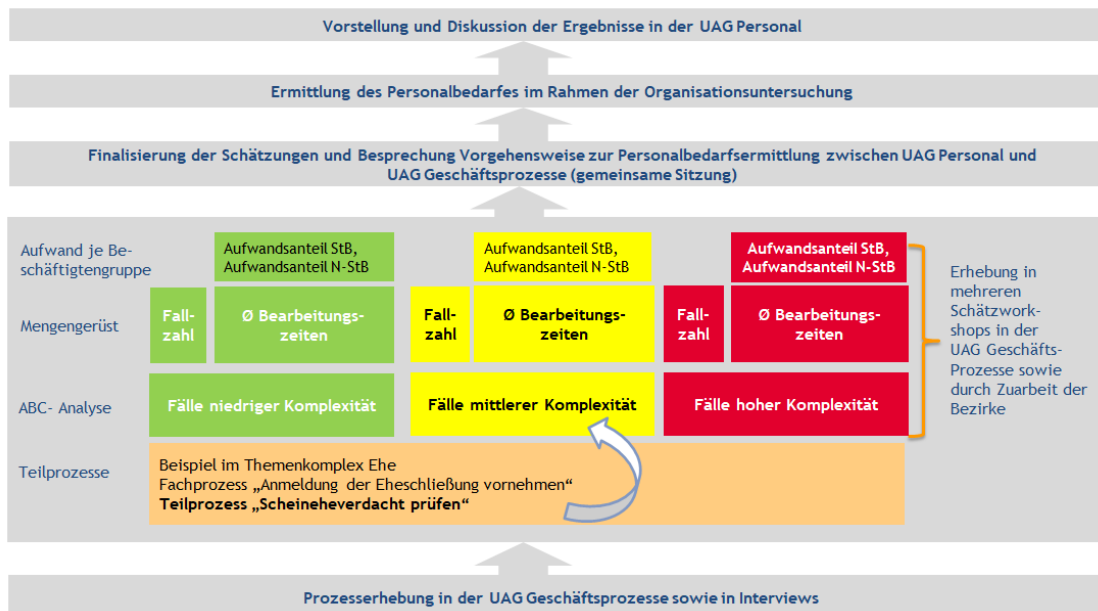 Vorstellung und Diskussion der Ergebnisse in der UAG Personal
Ermittlung des Personalbedarfes im Rahmen der Organisationsuntersuchung
Finalisierung der Schätzungen und Besprechung Vorgehensweise zur Personalbedarfsermittlung zwischen UAG Personal und
UAG Geschäftsprozesse (gemeinsame Sitzung)
Aufwand je Be-
schäftigtengruppe
Aufwandsanteil StB,
Aufwandsanteil N-StB
Aufwandsanteil StB,
Aufwandsanteil N-StB
Aufwandsanteil StB,
Aufwandsanteil N-StB
Mengengerüst
Fall-
zahl
Ø Bearbeitungs-
zeiten
Fall-
zahl
Ø Bearbeitungs-
zeiten
Fall-
zahl
Ø Bearbeitungs-
zeiten
ABC- Analyse
Fälle niedriger Komplexität
Fälle mittlerer Komplexität
Fälle hoher Komplexität
Erhebung in
mehreren
Schätzwork-
shops in der
UAG Geschäfts-
Prozesse sowie
durch Zuarbeit der
Bezirke
Teilprozesse
Beispiel im Themenkomplex Ehe
Fachprozess „Anmeldung der Eheschließung vornehmen“
Teilprozess „Scheineheverdacht prüfen“
Prozesserhebung in der UAG Geschäftsprozesse sowie in Interviews